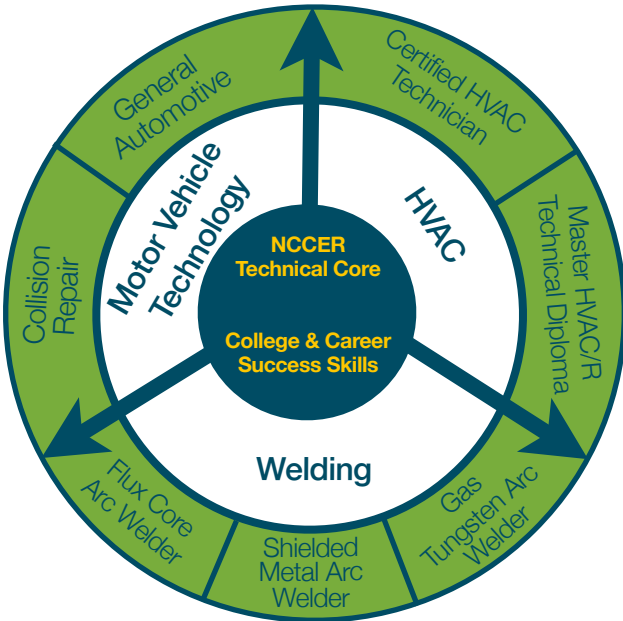 General
Automotive
Certified HVAC
Technician
Motor Vehicle
Technology
HVAC
NCCER
Technical Core
College & Career
Success Skills
Collision
Repair
Master HVAC/R
Technical Diploma
Welding
Flux Core
Arc Welder
Shielded
Metal Arc
Welder
Gas
Tungsten Arc
Welder